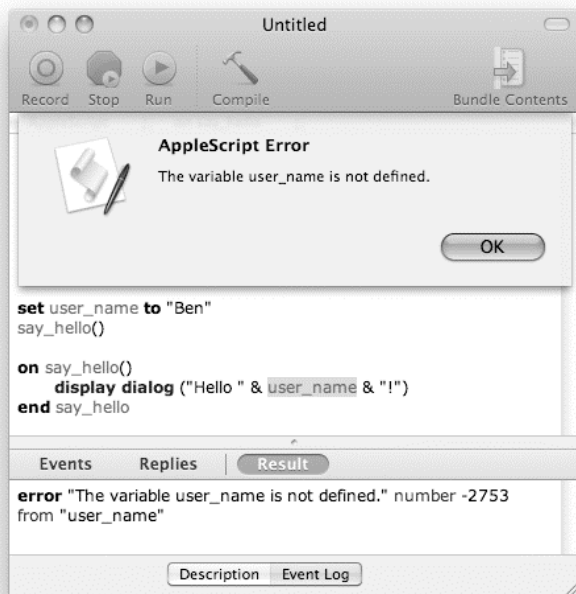 Untitled
Record Stop Run Compile Bundle Contents
AppleScript Error
The variable user_name is not defined.
OK
set user_name to "Ben"
say_hello()
on say_hello()
display dialog ("Hello " & user_name & "!")
end say_hello
Events Replies Result
error "The variable user_name is not defined." number -2753
from "user_name"
Description Event Log